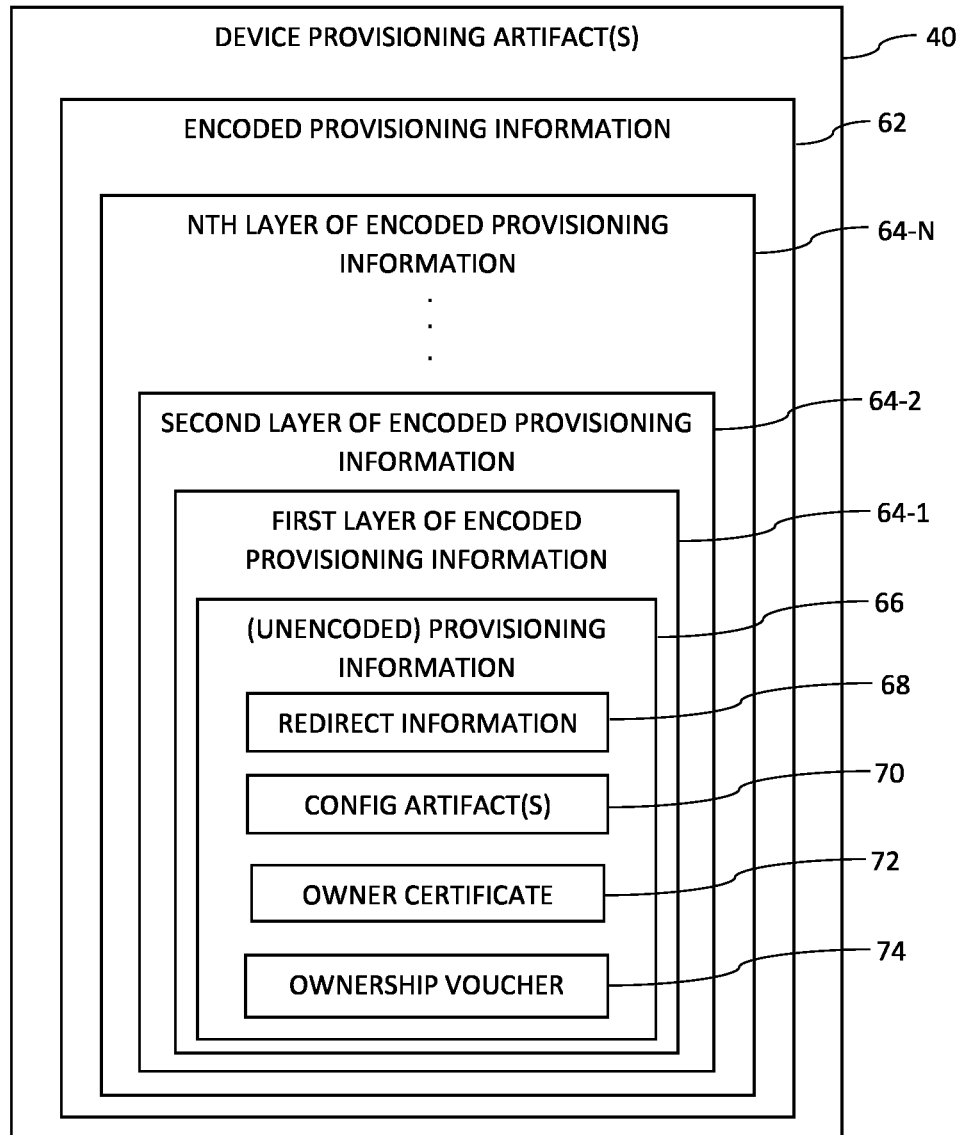 DEVICE PROVISIONING ARTIFACT(S)
40
ENCODED PROVISIONING INFORMATION
62
NTH LAYER OF ENCODED PROVISIONING
INFORMATION
64-N
.
.
.
SECOND LAYER OF ENCODED PROVISIONING
INFORMATION
64-2
FIRST LAYER OF ENCODED
PROVISIONING INFORMATION
64-1
(UNENCODED) PROVISIONING
INFORMATION
66
REDIRECT INFORMATION
68
CONFIG ARTIFACT(S)
70
OWNER CERTIFICATE
72
OWNERSHIP VOUCHER
74